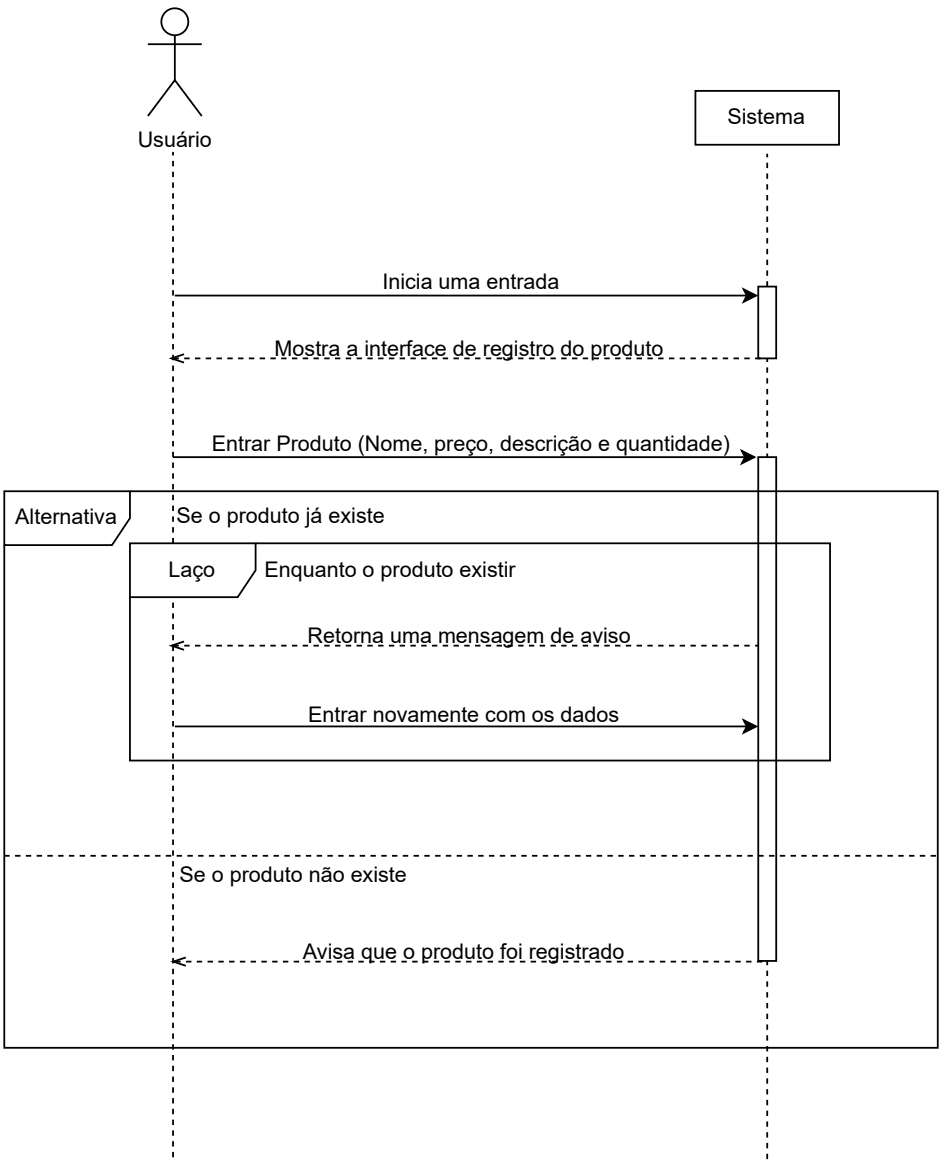 Usuário
Sistema
Inicia uma entrada
Mostra a interface de registro do produto
Entrar Produto (Nome, preço, descrição e quantidade)
Alternativa
Se o produto já existe
Laço
Enquanto o produto existir
Retorna uma mensagem de aviso
Entrar novamente com os dados
Se o produto não existe
Avisa que o produto foi registrado